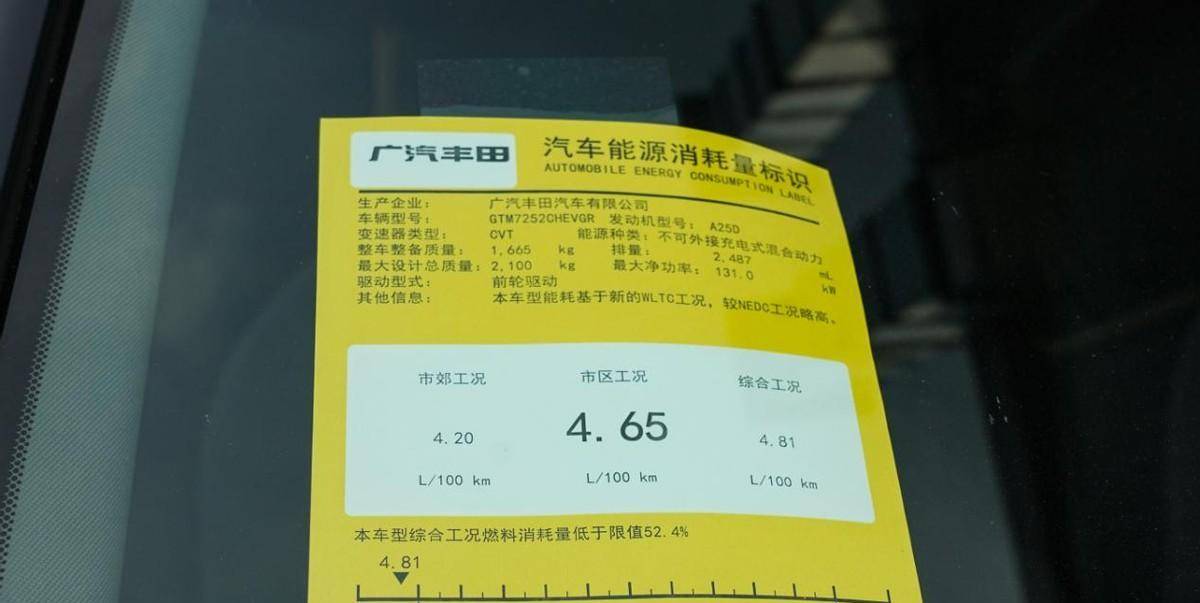 广汽丰田
汽车能源消耗量标识
AUTOMOBILE ENERGY CONSUMPTION LABEL
生产企业： 广汽丰田汽车有限公司
车辆型号： GTM7252CHEVGR 发动机型号： A25D
变速器类型： CVT 能源种类：不可外接充电式混合动力
整车整备质量： 1,665 kg 排量： 2,487 mL
最大设计总质量：2,100 kg 最大净功率： 131.0 kW
驱动型式： 前轮驱动
其他信息： 本车型能耗基于新的WLTC工况，较NEDC工况略高。
市郊工况 市区工况 综合工况
4.20 4.65 4.81
L/100 km L/100 km L/100 km
本车型综合工况燃料消耗量低于限值52.4%
4.81